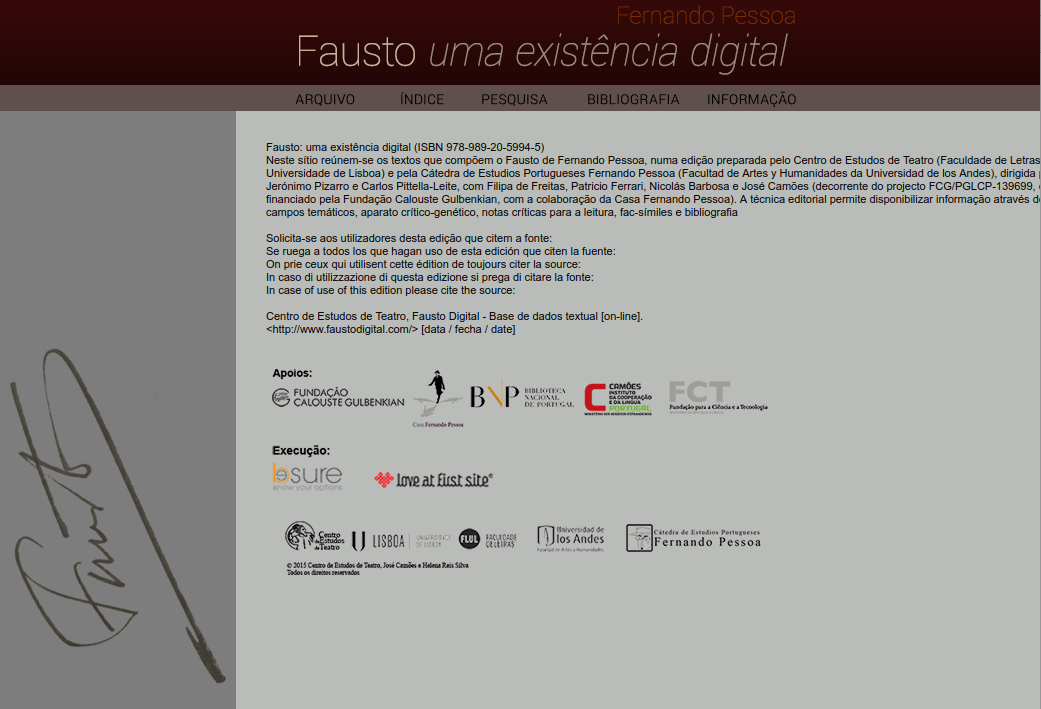 Fernando Pessoa
Fausto uma existência digital
ARQUIVO ÍNDICE PESQUISA BIBLIOGRAFIA INFORMAÇÃO
Fausto: uma existência digital (ISBN 978-989-20-5994-5)
Neste sítio reúnem-se os textos que compõem o Fausto de Fernando Pessoa, numa edição preparada pelo Centro de Estudos de Teatro (Faculdade de Letras
Universidade de Lisboa) e pela Cátedra de Estudios Portugueses Fernando Pessoa (Facultad de Artes y Humanidades da Universidad de los Andes), dirigida
Jerónimo Pizarro e Carlos Pittella-Leite, com Filipa de Freitas, Patricio Ferrari, Nicolás Barbosa e José Camões (decorrente do projecto FCG/PGLCP-139699,
financiado pela Fundação Calouste Gulbenkian, com a colaboração da Casa Fernando Pessoa). A técnica editorial permite disponibilizar informação através
campos temáticos, aparato crítico-genético, notas críticas para a leitura, fac-símiles e bibliografia
Solicita-se aos utilizadores desta edição que citem a fonte:
Se ruega a todos los que hagan uso de esta edición que citen la fuente:
On prie ceux qui utilisent cette édition de toujours citer la source:
In caso di utilizzazione di questa edizione si prega di citare la fonte:
In case of use of this edition please cite the source:
Centro de Estudos de Teatro, Fausto Digital - Base de dados textual [on-line].
<http://www.faustodigital.com/> [data / fecha / date]
Apoios:
FUNDAÇÃO
CALOUSTE GULBENKIAN
Casa Fernando Pessoa
BNP BIBLIOTECA
NACIONAL
DE PORTUGAL
CAMÕES
INSTITUTO
DA COOPERAÇÃO
E DA LÍNGUA
PORTUGAL
MINISTÉRIO DOS NEGÓCIOS ESTRANGEIROS
FCT
Fundação para a Ciência e a Tecnologia
Execução:
bsure
know your options
love at first site
Centro
de Estudos
de Teatro
U LISBOA UNIVERSIDADE
DE LISBOA
FLUL FACULDADE
DE LETRAS
Universidad de
los Andes
Facultad de Artes y Humanidades
Cátedra de Estudios Portugueses
Fernando Pessoa
© 2015 Centro de Estudos de Teatro, José Camões e Helena Reis Silva
Todos os direitos reservados
Fausto